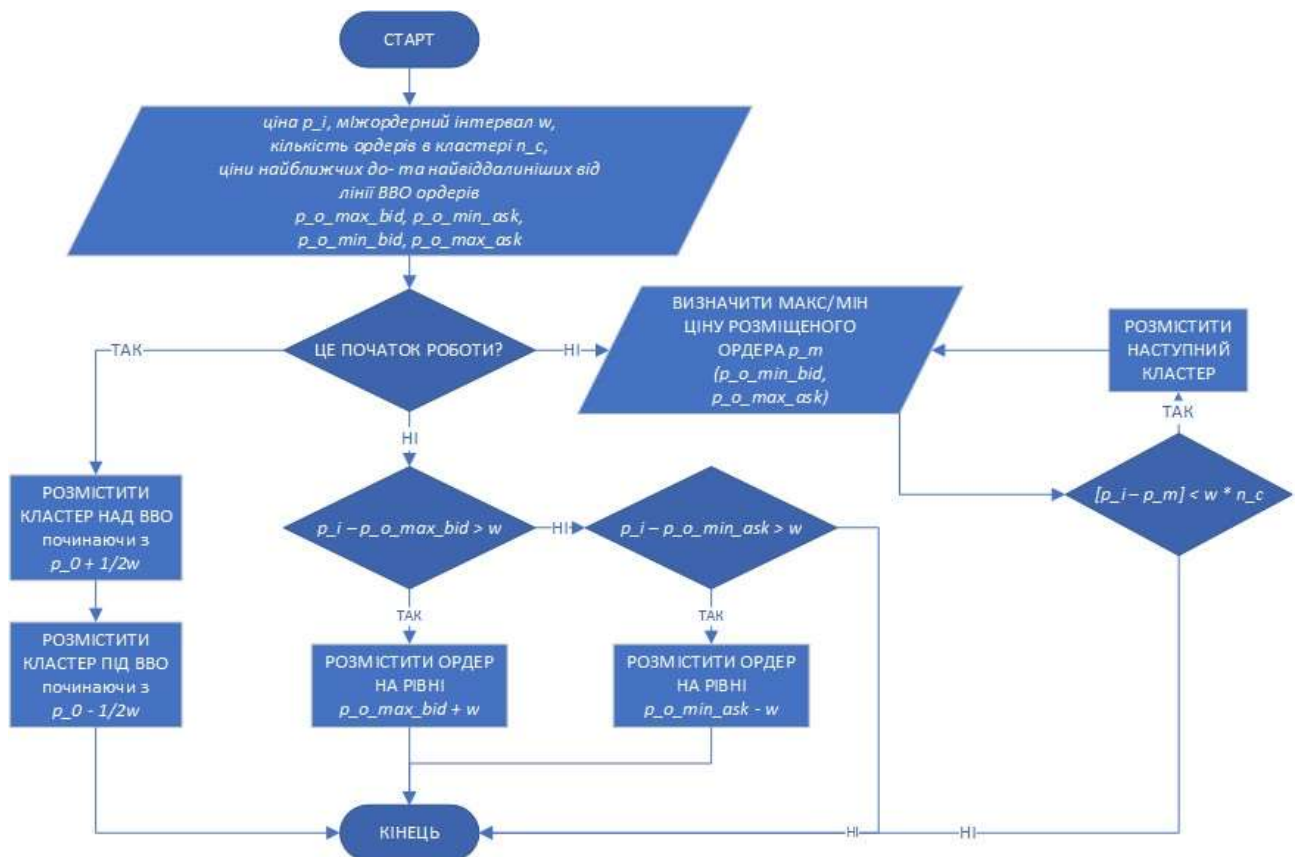 СТАРТ
ціна p_i, міжордерний інтервал w,
кількість ордерів в кластері n_c,
ціни найближчих до- та найвіддалиніших від
лінії ВВО ордерів
p_o_max_bid, p_o_min_ask,
p_o_min_bid, p_o_max_ask
ЦЕ ПОЧАТОК РОБОТИ?
ТАК
НІ
НІ
ВИЗНАЧИТИ МАКС/МІН
ЦІНУ РОЗМІЩЕНОГО
ОРДЕРА p_m
(p_o_min_bid,
p_o_max_ask)
РОЗМІСТИТИ
НАСТУПНИЙ
КЛАСТЕР
ТАК
[p_i – p_m] < w * n_c
РОЗМІСТИТИ
КЛАСТЕР НАД ВВО
починаючи з
p_0 + 1/2w
p_i – p_o_max_bid > w
НІ
p_i – p_o_min_ask > w
ТАК
ТАК
РОЗМІСТИТИ
КЛАСТЕР ПІД ВВО
починаючи з
p_0 - 1/2w
РОЗМІСТИТИ ОРДЕР
НА РІВНІ
p_o_max_bid + w
РОЗМІСТИТИ ОРДЕР
НА РІВНІ
p_o_min_ask - w
КІНЕЦЬ
НІ
НІ